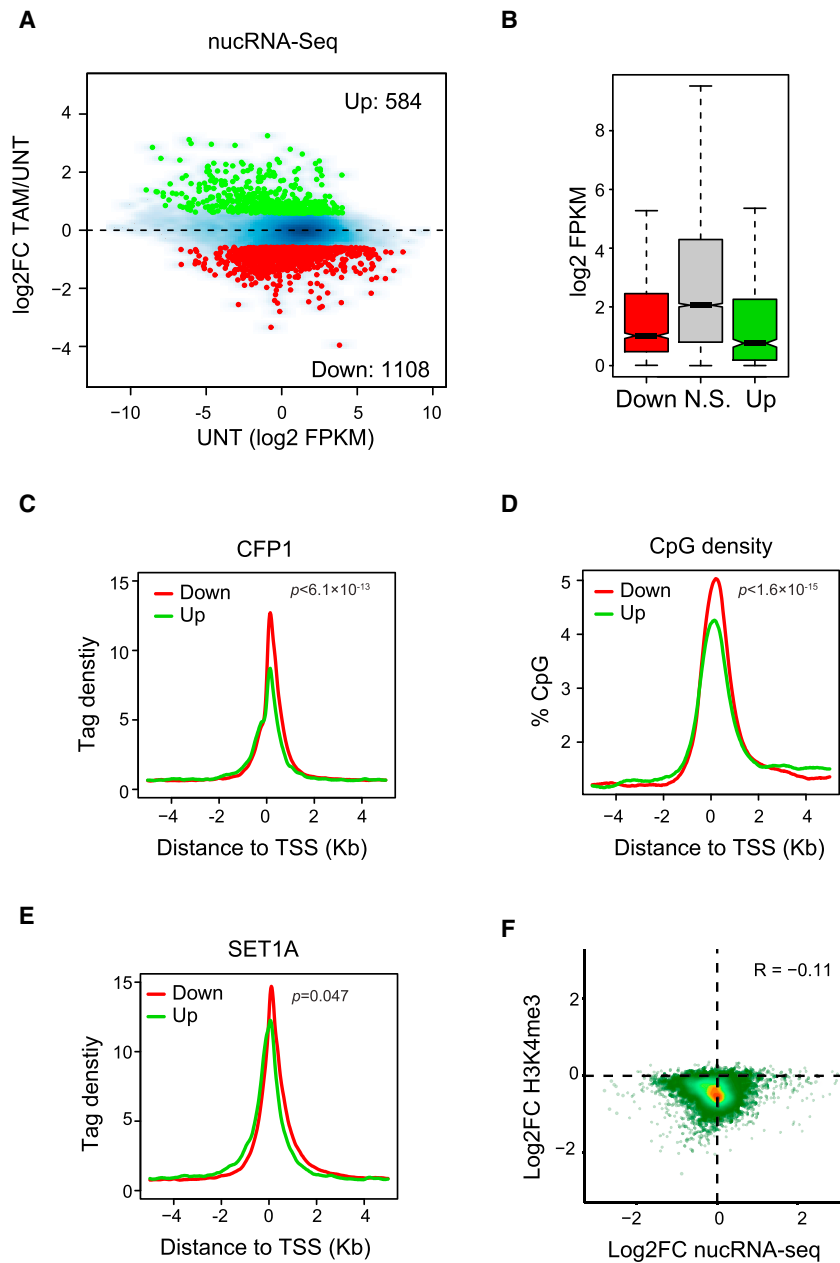 A
nucRNA-Seq
Up: 584
Down: 1108
log2FC TAM/UNT
4
2
0
−2
−4
−10
-5
0
5
10
UNT (log2 FPKM)
B
log2 FPKM
8
6
4
2
0
Down N.S. Up
C
CFP1
Down
Up
p<6.1×10-13
Tag denstiy
15
10
5
0
−4
-2
0
2
4
Distance to TSS (Kb)
D
CpG density
Down
Up
p<1.6×10-15
% CpG
5
4
3
2
−4
−2
0
2
4
Distance to TSS (Kb)
E
SET1A
Down
Up
p=0.047
Tag denstiy
15
10
5
0
−4
-2
0
2
4
Distance to TSS (Kb)
F
R = −0.11
Log2FC H3K4me3
2
0
−2
−2
0
2
Log2FC nucRNA-seq